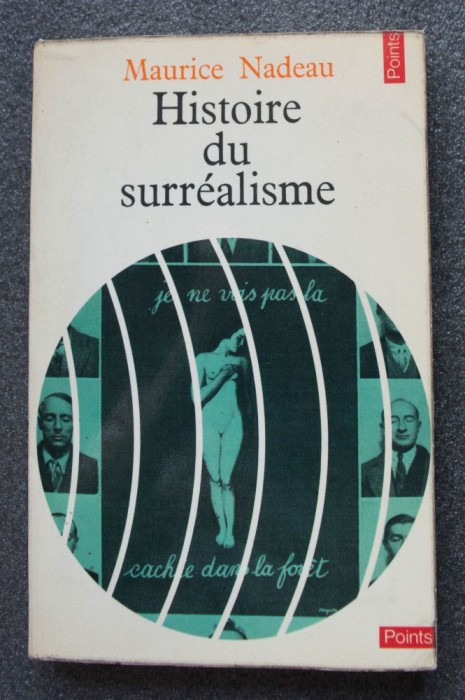 Points
Maurice Nadeau
Histoire
du
surréalisme
je ne vois pas la
cachée dans la forêt
Points